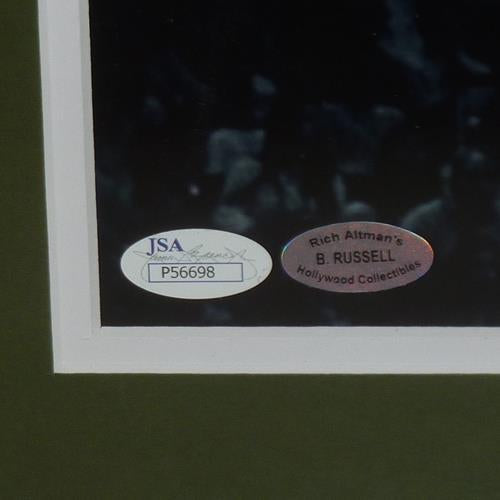 JSA
P56698
Rich Altman's
B. RUSSELL
Hollywood Collectibles